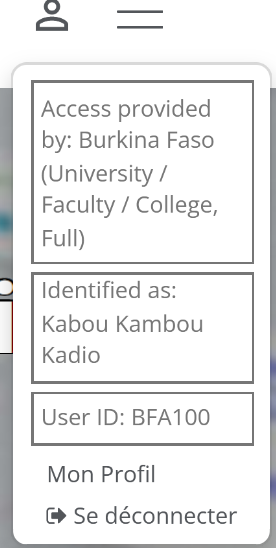 Access provided
by: Burkina Faso
(University /
Faculty / College,
Full)
Identified as:
Kabou Kambou
Kadio
User ID: BFA100
Mon Profil
Se déconnecter